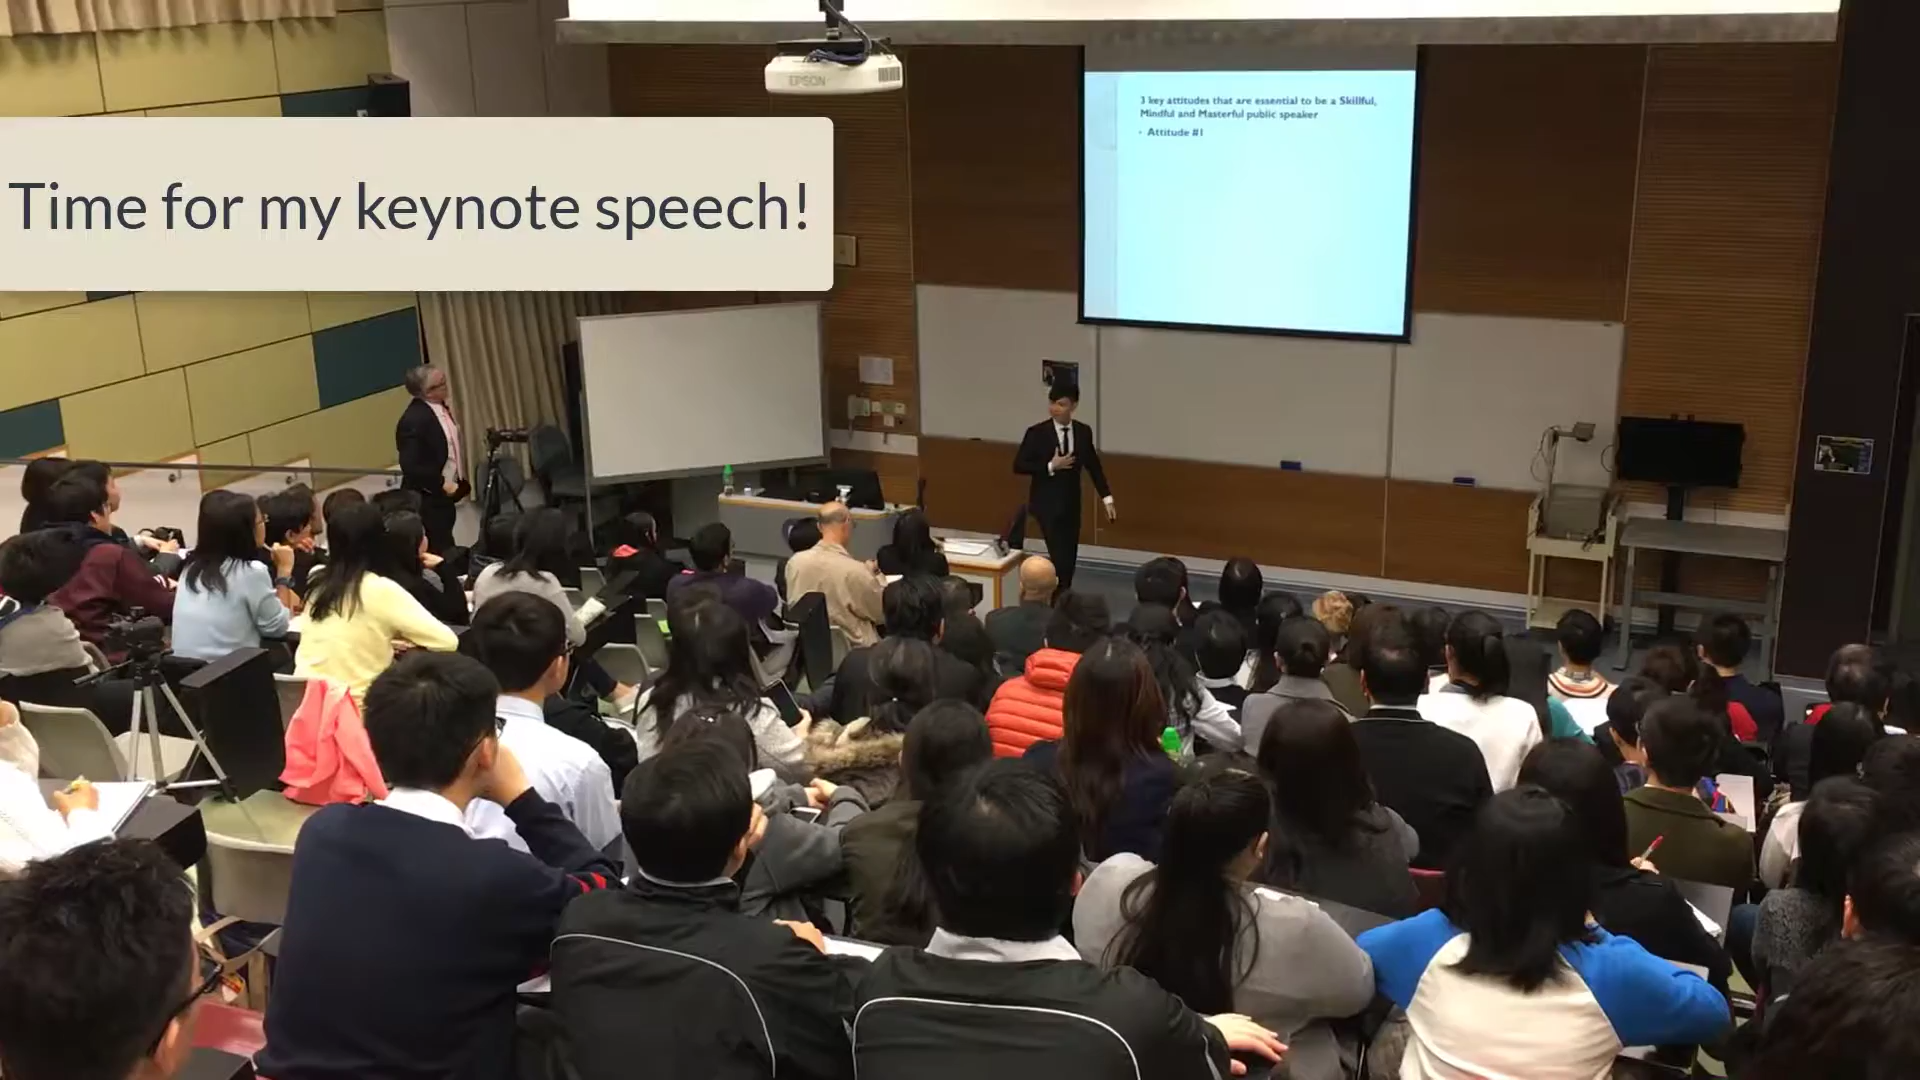 EPSON
3 key attitudes that are essential to be a Skillful,
Mindful and Masterful public speaker
• Attitude #1
Time for my keynote speech!